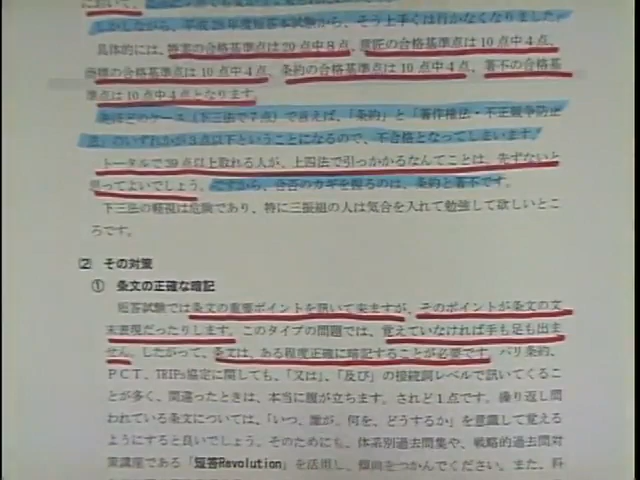 しかしながら、平成28年度短答本試験から、そう上手くは行かなくなりました。
具体的には、特実の合格基準点は20点中8点、意匠の合格基準点は10点中4点、
商標の合格基準点は10点中4点、条約の合格基準点は10点中4点、著不の合格基
準点は10点中4点となります。
先ほどのケース（下三法で7点）で言えば、「条約」と「著作権法・不正競争防止
法」のいずれかが3点以下ということになるので、不合格となってしまいます。
トータルで39点以上取れる人が、上四法で引っかかるなんてことは、先ずないと
思ってよいでしょう。ですから、合否のカギを握るのは、条約と著不です。
下三法の軽視は危険であり、特に三振組の人は気合を入れて勉強して欲しいとこ
ろです。
② その対策
① 条文の正確な暗記
短答試験では条文の重要ポイントを訊いて来ますが、そのポイントが条文の文
末表現だったりします。このタイプの問題では、覚えていなければ手も足も出ま
せん。したがって、条文は、ある程度正確に暗記することが必要です。パリ条約、
PCT、TRIPs協定に関しても、「又は」、「及び」の接続詞レベルで訊いてくるこ
とが多く、間違ったときは、本当に腹が立ちます。されど1点です。繰り返し問
われている条文については、「いつ、誰が、何を、どうするか」を意識して覚える
ようにすると良いでしょう。そのためにも、体系別過去問集や、戦略的過去問対
策講座である「短答Revolution」を活用し、傾向をつかんでください。また、